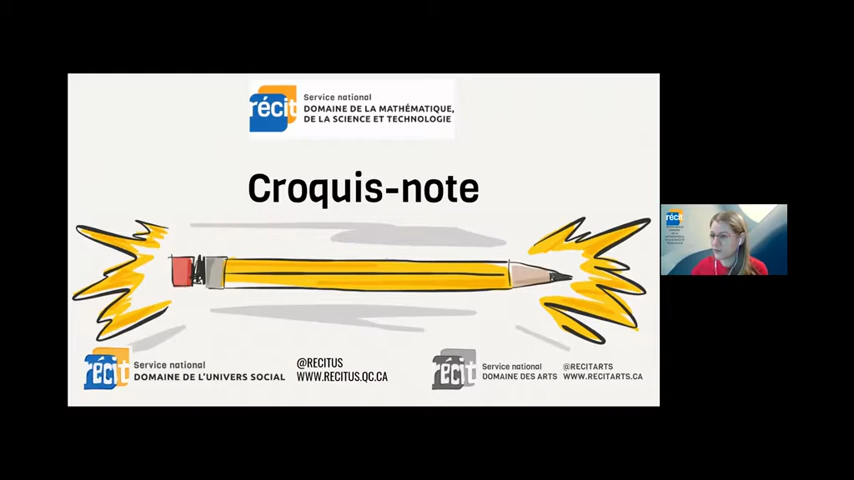 récit
Service national
DOMAINE DE LA MATHÉMATIQUE,
DE LA SCIENCE ET TECHNOLOGIE
Croquis-note
récit
récit
Service national
DOMAINE DE L'UNIVERS SOCIAL
@RECITUS
WWW.RECITUS.QC.CA
récit
Service national
DOMAINE DES ARTS
@RECITARTS
WWW.RECITARTS.CA